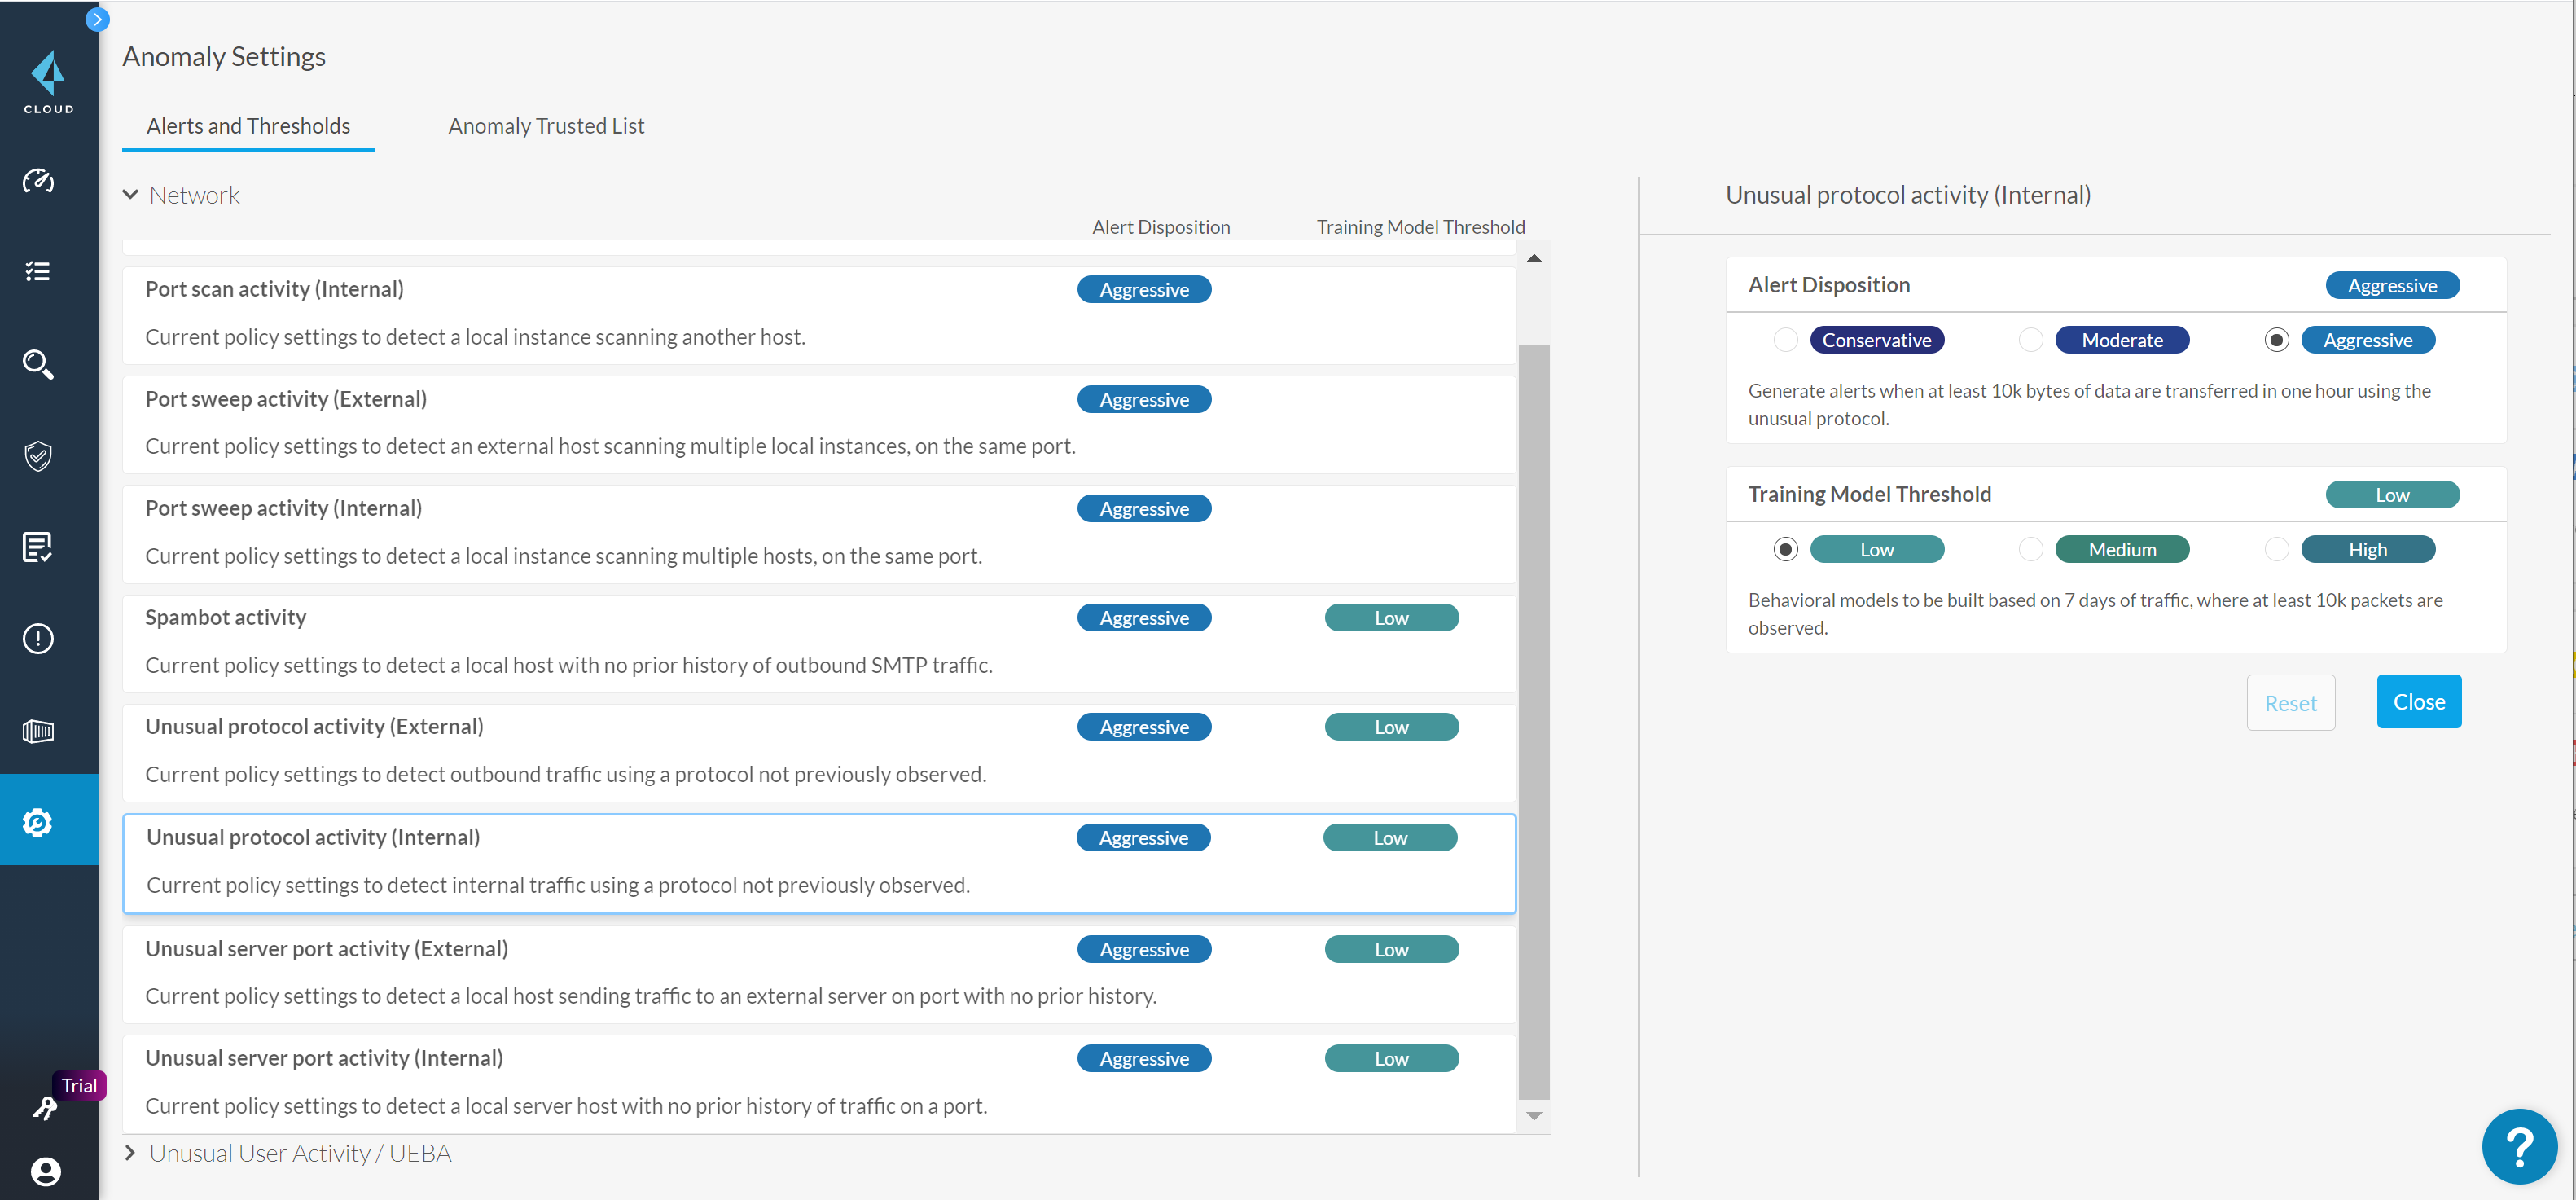 CLOUD
Anomaly Settings
Alerts and Thresholds
Anomaly Trusted List
Network
Alert Disposition
Training Model Threshold
Port scan activity (Internal)
Aggressive
Current policy settings to detect a local instance scanning another host.
Port sweep activity (External)
Aggressive
Current policy settings to detect an external host scanning multiple local instances, on the same port.
Port sweep activity (Internal)
Aggressive
Current policy settings to detect a local instance scanning multiple hosts, on the same port.
Spambot activity
Aggressive
Low
Current policy settings to detect a local host with no prior history of outbound SMTP traffic.
Unusual protocol activity (External)
Aggressive
Low
Current policy settings to detect outbound traffic using a protocol not previously observed.
Unusual protocol activity (Internal)
Aggressive
Low
Current policy settings to detect internal traffic using a protocol not previously observed.
Unusual server port activity (External)
Aggressive
Low
Current policy settings to detect a local host sending traffic to an external server on port with no prior history.
Unusual server port activity (Internal)
Aggressive
Low
Current policy settings to detect a local server host with no prior history of traffic on a port.
Unusual User Activity / UEBA
Trial
Unusual protocol activity (Internal)
Alert Disposition
Aggressive
Conservative
Moderate
Aggressive
Generate alerts when at least 10k bytes of data are transferred in one hour using the
unusual protocol.
Training Model Threshold
Low
Low
Medium
High
Behavioral models to be built based on 7 days of traffic, where at least 10k packets are
observed.
Reset
Close
?